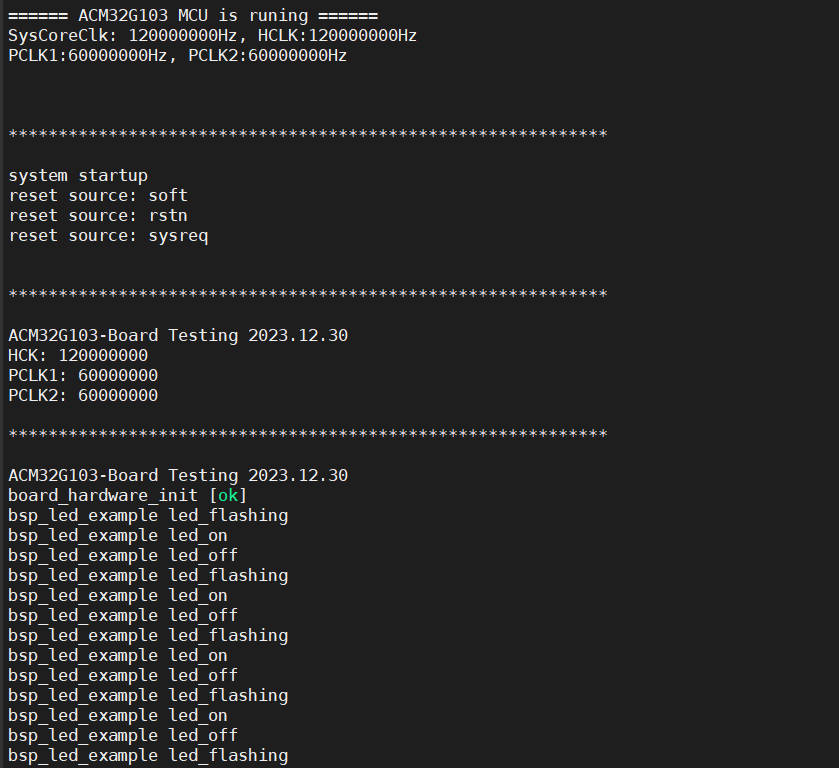 ====== ACM32G103 MCU is runing ======
SysCoreClk: 120000000Hz, HCLK:120000000Hz
PCLK1:60000000Hz, PCLK2:60000000Hz
************************************************************
system startup
reset source: soft
reset source: rstn
reset source: sysreq
************************************************************
ACM32G103-Board Testing 2023.12.30
HCK: 120000000
PCLK1: 60000000
PCLK2: 60000000
************************************************************
ACM32G103-Board Testing 2023.12.30
board_hardware_init [ok]
bsp_led_example led_flashing
bsp_led_example led_on
bsp_led_example led_off
bsp_led_example led_flashing
bsp_led_example led_on
bsp_led_example led_off
bsp_led_example led_flashing
bsp_led_example led_on
bsp_led_example led_off
bsp_led_example led_flashing
bsp_led_example led_on
bsp_led_example led_off
bsp_led_example led_flashing